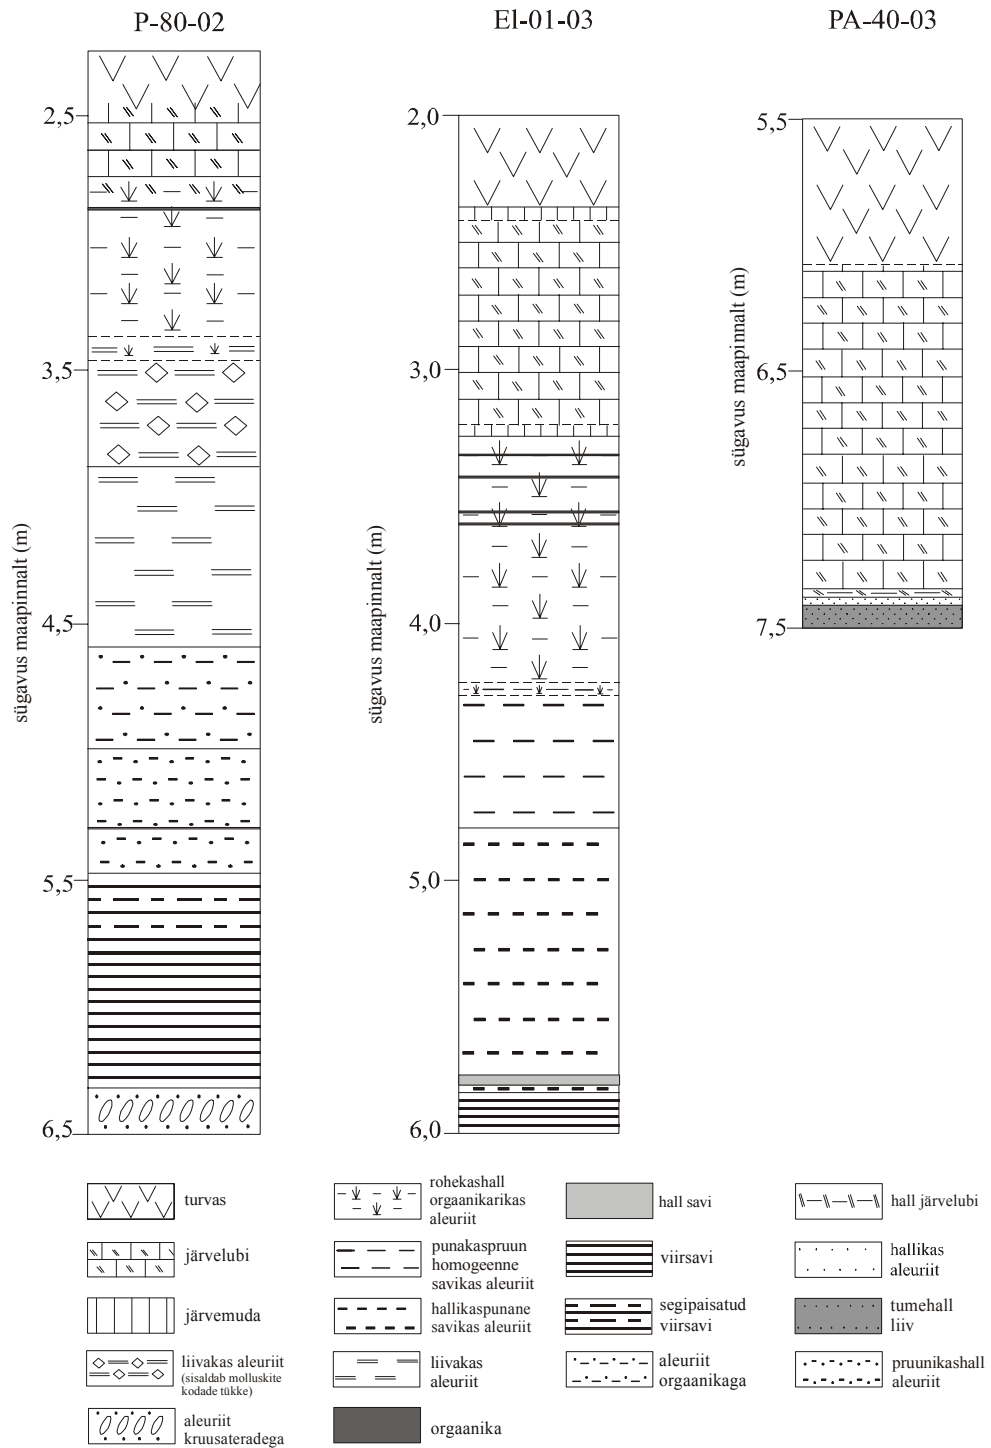 P-80-02
El-01-03
PA-40-03
sügavus maapinnalt (m)
2,5
3,5
4,5
5,5
6,5
sügavus maapinnalt (m)
2,0
3,0
4,0
5,0
6,0
sügavus maapinnalt (m)
5,5
6,5
7,5
turvas
järvelubi
järvemuda
liivakas aleuriit
(sisaldab molluskite
kodade tükke)
aleuriit
kruusateradega
rohekashall
orgaanikarikas
aleuriit
punakaspruun
homogeenne
savikas aleuriit
hallikaspunane
savikas aleuriit
liivakas
aleuriit
orgaanika
hall savi
viirsavi
segipaisatud
viirsavi
aleuriit
orgaanikaga
hall järvelubi
hallikas
aleuriit
tumehall
liiv
pruunikashall
aleuriit